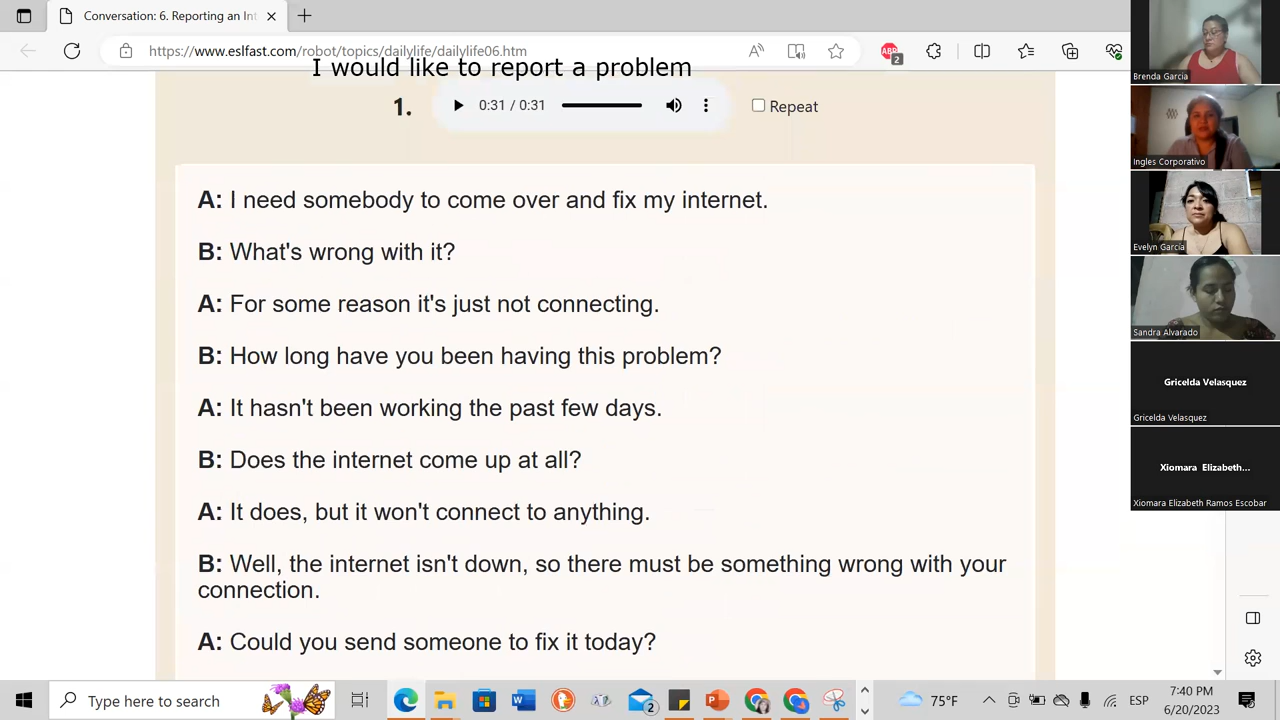 Conversation: 6. Reporting an Int
https://www.eslfast.com/robot/topics/dailylife/dailylife06.htm
ABP
2
I would like to report a problem
1.
0:31 / 0:31
Repeat
A: I need somebody to come over and fix my internet.
B: What's wrong with it?
A: For some reason it's just not connecting.
B: How long have you been having this problem?
A: It hasn't been working the past few days.
B: Does the internet come up at all?
A: It does, but it won't connect to anything.
B: Well, the internet isn't down, so there must be something wrong with your
connection.
A: Could you send someone to fix it today?
Brenda Garcia
Ingles Corporativo
Evelyn García
Sandra Alvarado
Gricelda Velasquez
Gricelda Velasquez
Xiomara Elizabeth...
Xiomara Elizabeth Ramos Escobar
Type here to search
2
75°F
ESP
7:40 PM
6/20/2023